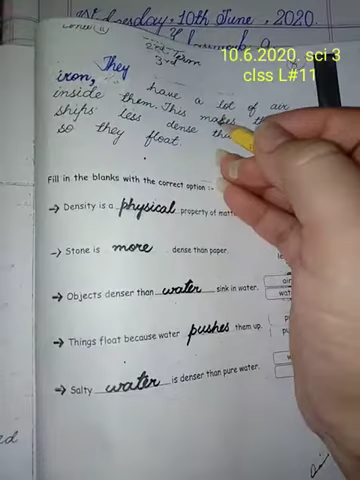 Wednesday, 10th June, 2020.
2nd Term
3rd
10.6.2020, sci 3
clss L#11
They
iron, have a lot of air
inside them. This makes
ships less dense
so they float.
Fill in the blanks with the correct option :-
→ Density is a physical property of
→ Stone is more dense than paper.
→ Objects denser than water sink in water.
→ Things float because water pushes them up.
→ Salty water is denser than pure water.